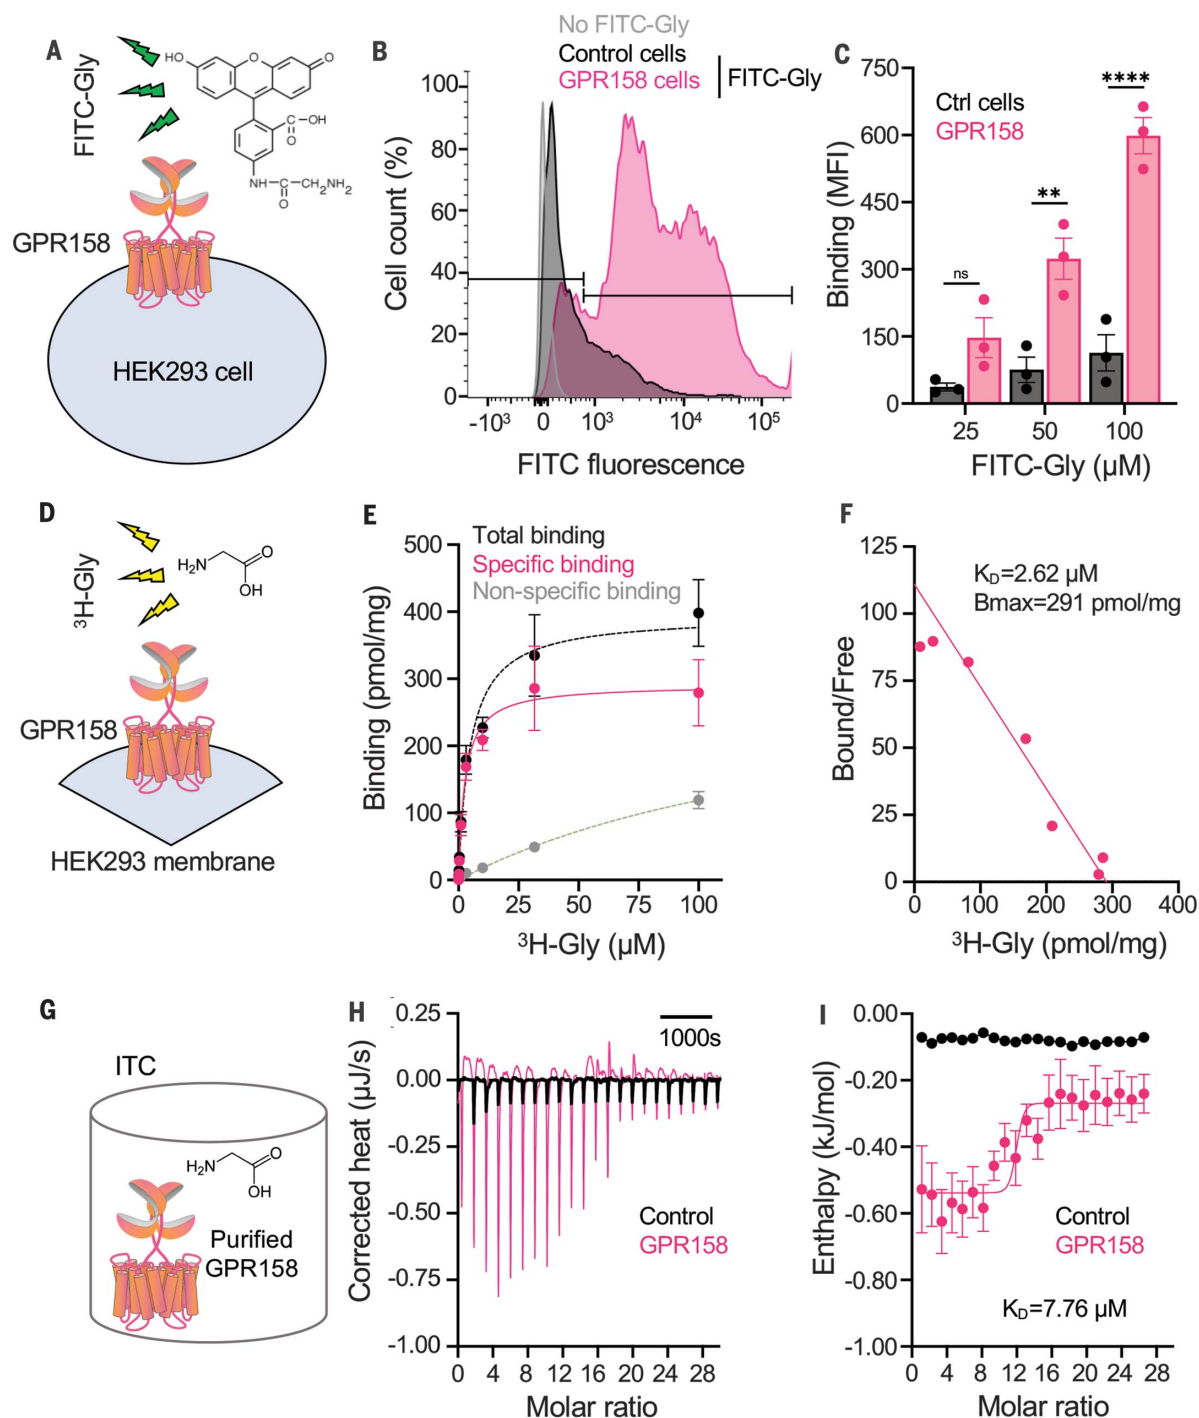 A
FITC-Gly
HO
O
O
C
OH
O
NH
C
CH₂NH₂
O
GPR158
HEK293 cell
B
No FITC-Gly
Control cells
GPR158 cells
FITC-Gly
Cell count (%)
100
80
60
40
20
0
-10³ 0 10³ 10⁴ 10⁵
FITC fluorescence
C
Ctrl cells
GPR158
Binding (MFI)
750
600
450
300
150
0
ns
**
****
25 50 100
FITC-Gly (µM)
D
³H-Gly
H₂N
O
OH
GPR158
HEK293 membrane
E
Total binding
Specific binding
Non-specific binding
Binding (pmol/mg)
500
400
300
200
100
0
0 25 50 75 100
³H-Gly (µM)
F
K_D=2.62 µM
Bmax=291 pmol/mg
Bound/Free
125
100
75
50
25
0
0 100 200 300 400
³H-Gly (pmol/mg)
G
ITC
H₂N
O
OH
Purified
GPR158
H
1000s
Corrected heat (µJ/s)
0.25
0.00
-0.25
-0.50
-0.75
-1.00
Control
GPR158
0 4 8 12 16 20 24 28
Molar ratio
I
Enthalpy (kJ/mol)
0.00
-0.20
-0.40
-0.60
-0.80
-1.00
Control
GPR158
K_D=7.76 µM
0 4 8 12 16 20 24 28
Molar ratio